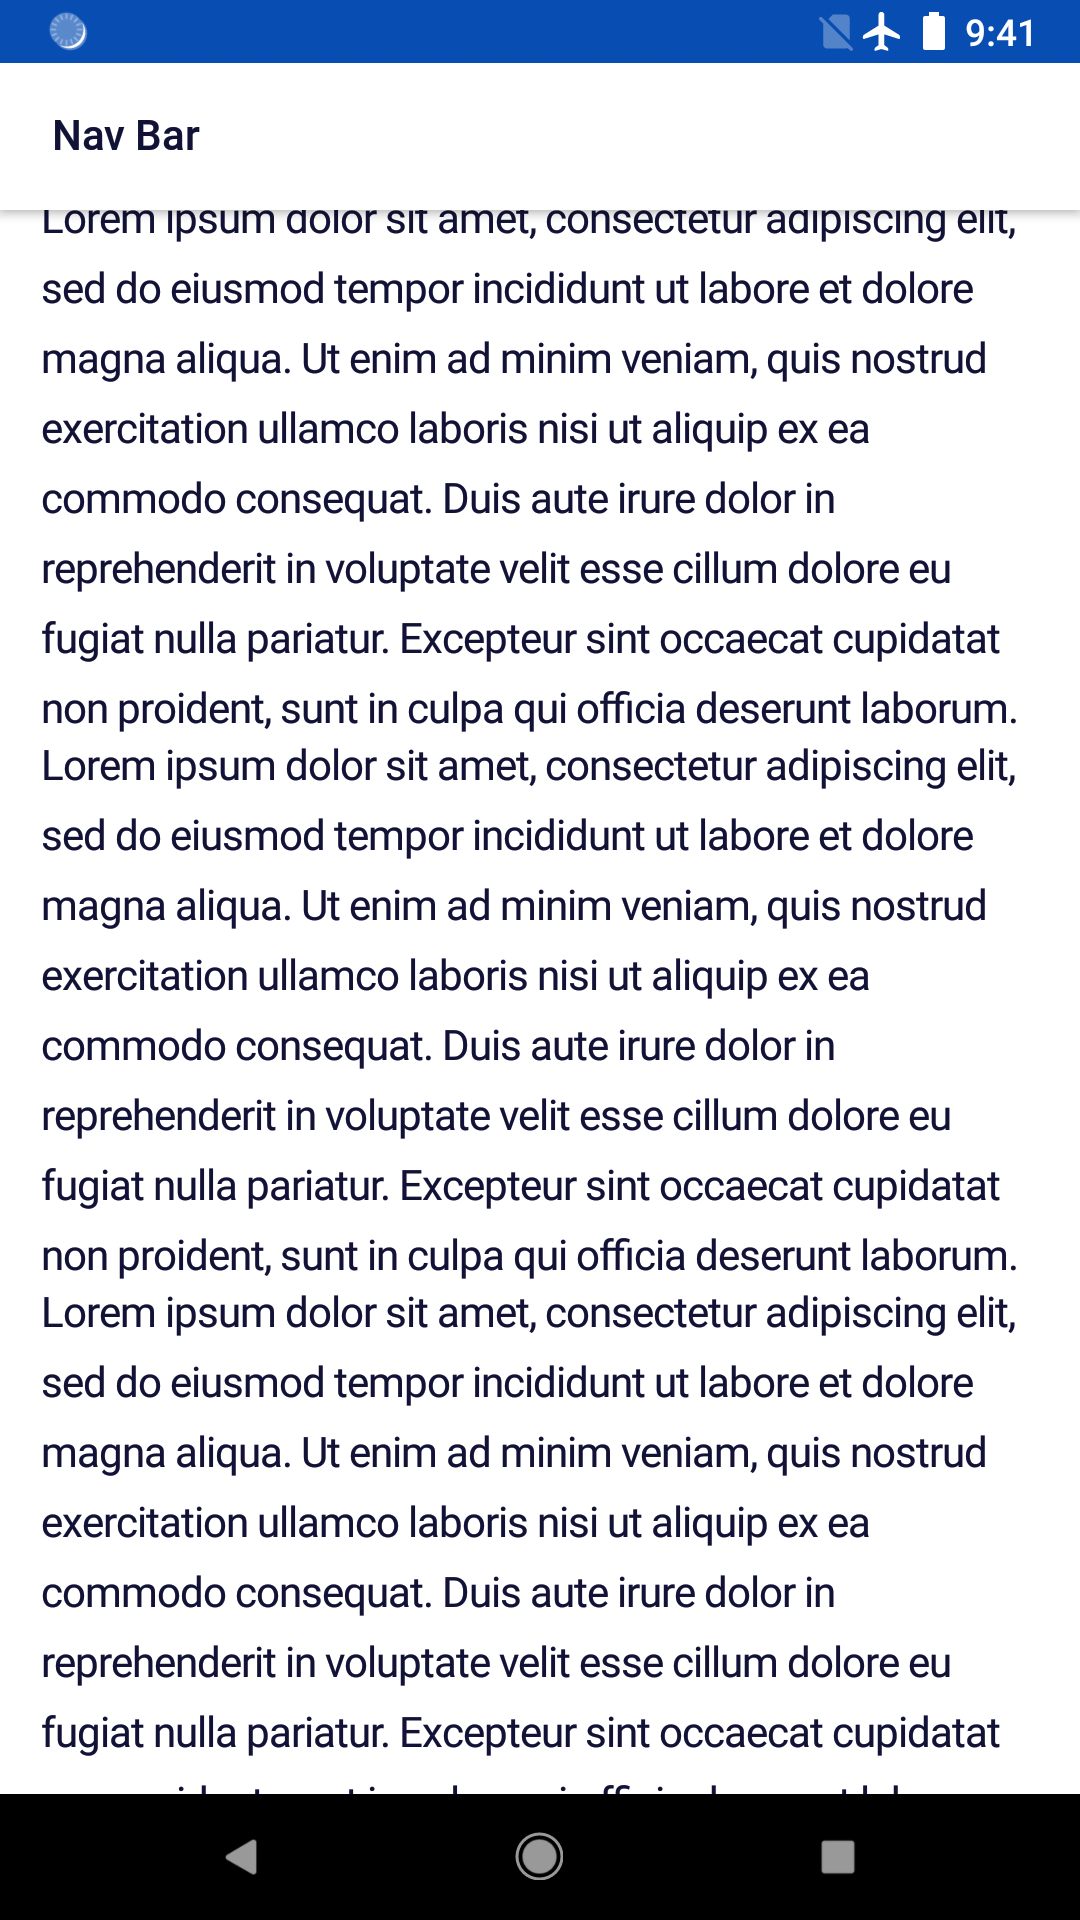 9:41
Nav Bar
Lorem ipsum dolor sit amet, consectetur adipiscing elit,
sed do eiusmod tempor incididunt ut labore et dolore
magna aliqua. Ut enim ad minim veniam, quis nostrud
exercitation ullamco laboris nisi ut aliquip ex ea
commodo consequat. Duis aute irure dolor in
reprehenderit in voluptate velit esse cillum dolore eu
fugiat nulla pariatur. Excepteur sint occaecat cupidatat
non proident, sunt in culpa qui officia deserunt laborum.
Lorem ipsum dolor sit amet, consectetur adipiscing elit,
sed do eiusmod tempor incididunt ut labore et dolore
magna aliqua. Ut enim ad minim veniam, quis nostrud
exercitation ullamco laboris nisi ut aliquip ex ea
commodo consequat. Duis aute irure dolor in
reprehenderit in voluptate velit esse cillum dolore eu
fugiat nulla pariatur. Excepteur sint occaecat cupidatat
non proident, sunt in culpa qui officia deserunt laborum.
Lorem ipsum dolor sit amet, consectetur adipiscing elit,
sed do eiusmod tempor incididunt ut labore et dolore
magna aliqua. Ut enim ad minim veniam, quis nostrud
exercitation ullamco laboris nisi ut aliquip ex ea
commodo consequat. Duis aute irure dolor in
reprehenderit in voluptate velit esse cillum dolore eu
fugiat nulla pariatur. Excepteur sint occaecat cupidatat